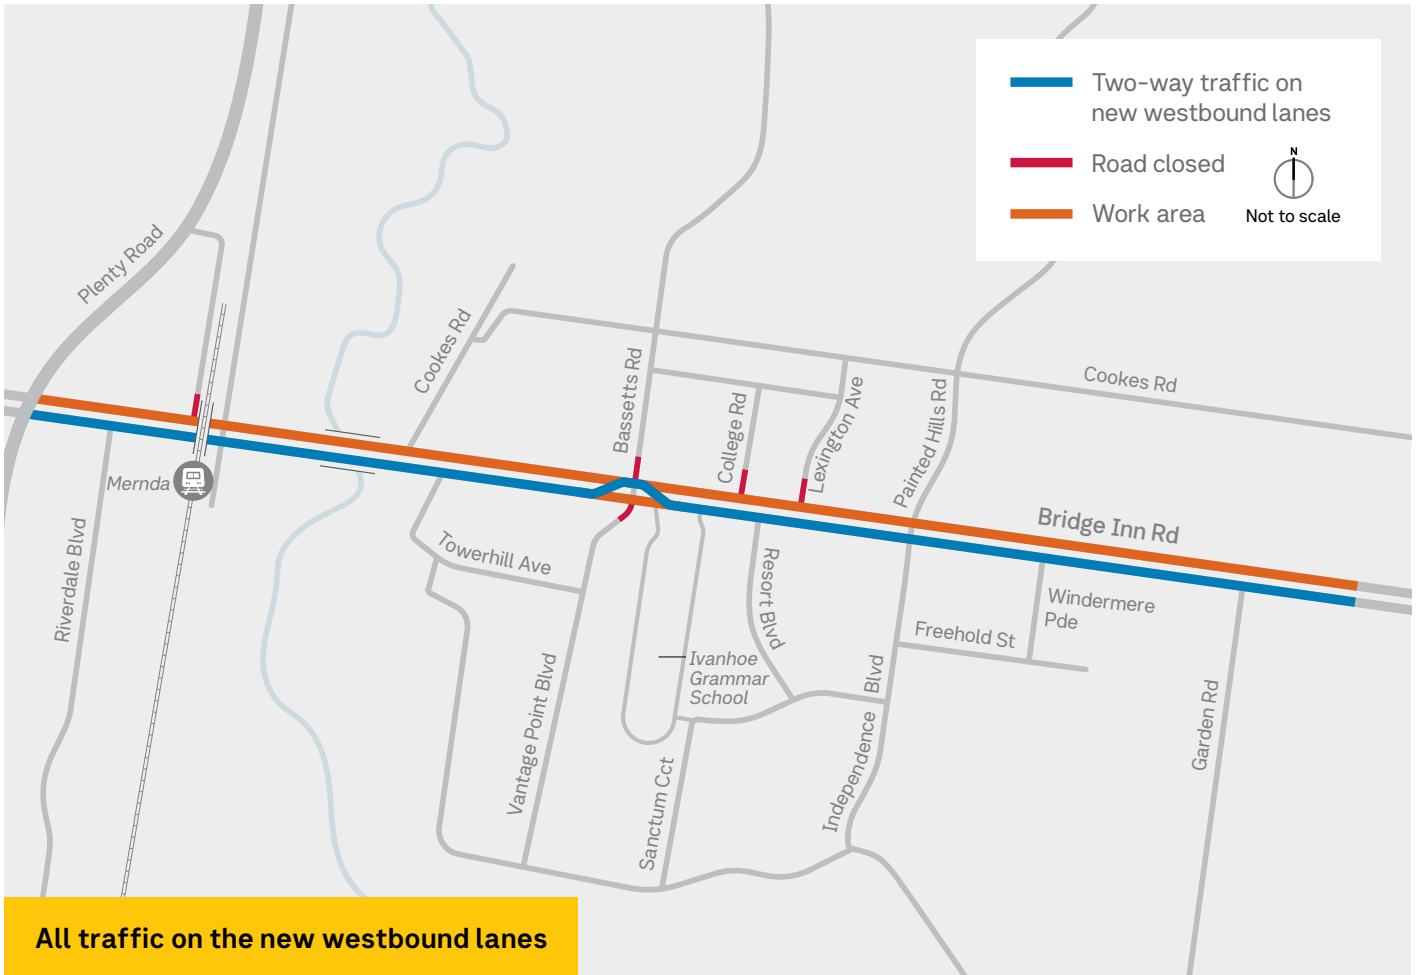 Two-way traffic on
new westbound lanes
Road closed
Work area
N
Not to scale
Plenty Road
Cookes Rd
Bassetts Rd
College Rd
Lexington Ave
Painted Hills Rd
Cookes Rd
Mernda
Bridge Inn Rd
Riverdale Blvd
Towerhill Ave
Resort Blvd
Windermere
Pde
Freehold St
Ivanhoe
Grammar
School
Vantage Point Blvd
Sanctum Cct
Independence Blvd
Garden Rd
All traffic on the new westbound lanes